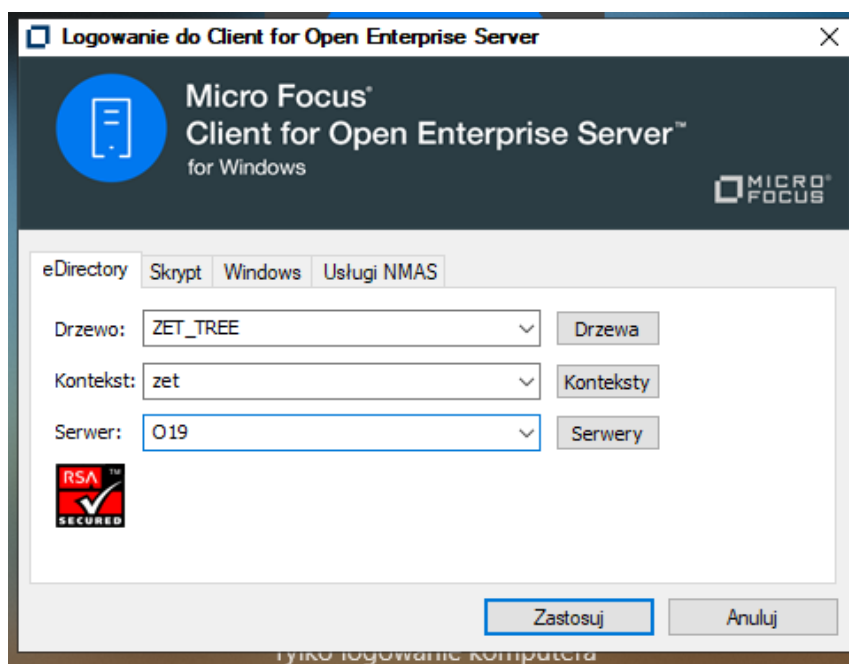 Logowanie do Client for Open Enterprise Server
Micro Focus®
Client for Open Enterprise Server™
for Windows
MICRO®
FOCUS
eDirectory Skrypt Windows Usługi NMAS
Drzewo: ZET_TREE Drzewa
Kontekst: zet Konteksty
Serwer: O19 Serwery
RSA ™
SECURED
Zastosuj Anuluj
Tylko logowanie komputera